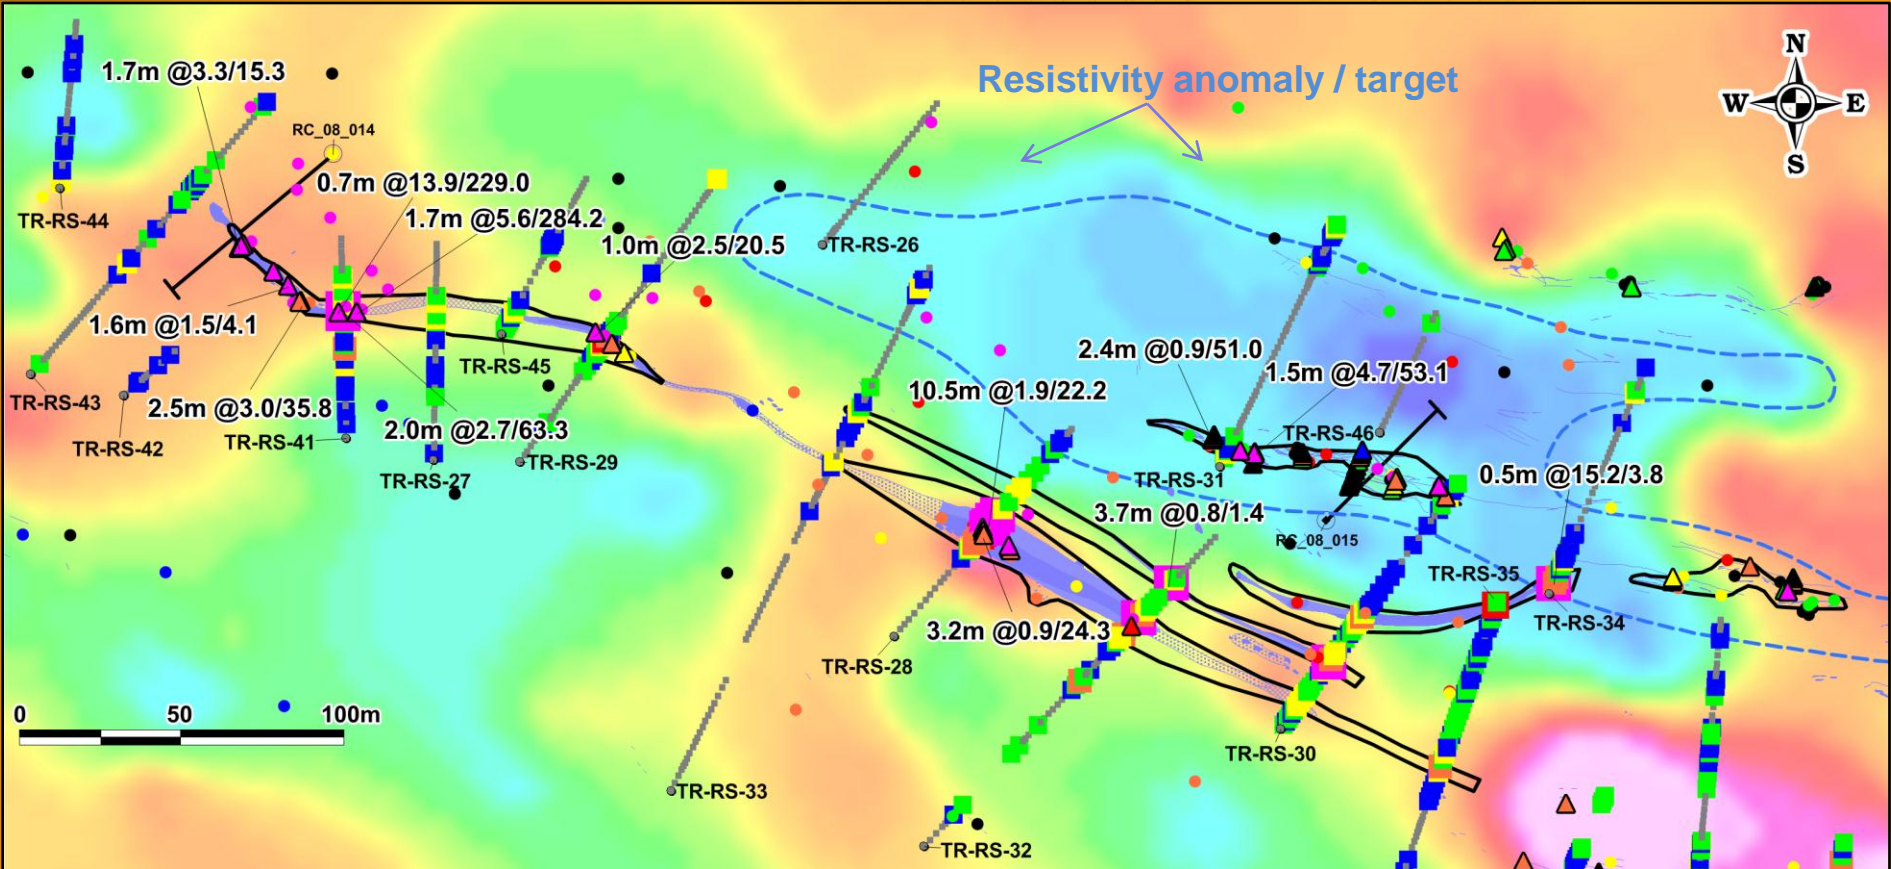 Resistivity anomaly / target
N
W E
S
1.7m @3.3/15.3
RC_08_014
0.7m @13.9/229.0
1.7m @5.6/284.2
TR-RS-44
1.0m @2.5/20.5
TR-RS-26
1.6m @1.5/4.1
2.4m @0.9/51.0
TR-RS-45
1.5m @4.7/53.1
10.5m @1.9/22.2
TR-RS-43
2.5m @3.0/35.8
TR-RS-42
TR-RS-41
2.0m @2.7/63.3
TR-RS-46
TR-RS-29
TR-RS-27
TR-RS-31
0.5m @15.2/3.8
3.7m @0.8/1.4
RC_08_015
TR-RS-35
TR-RS-34
3.2m @0.9/24.3
TR-RS-28
0 50 100m
TR-RS-30
TR-RS-33
TR-RS-32